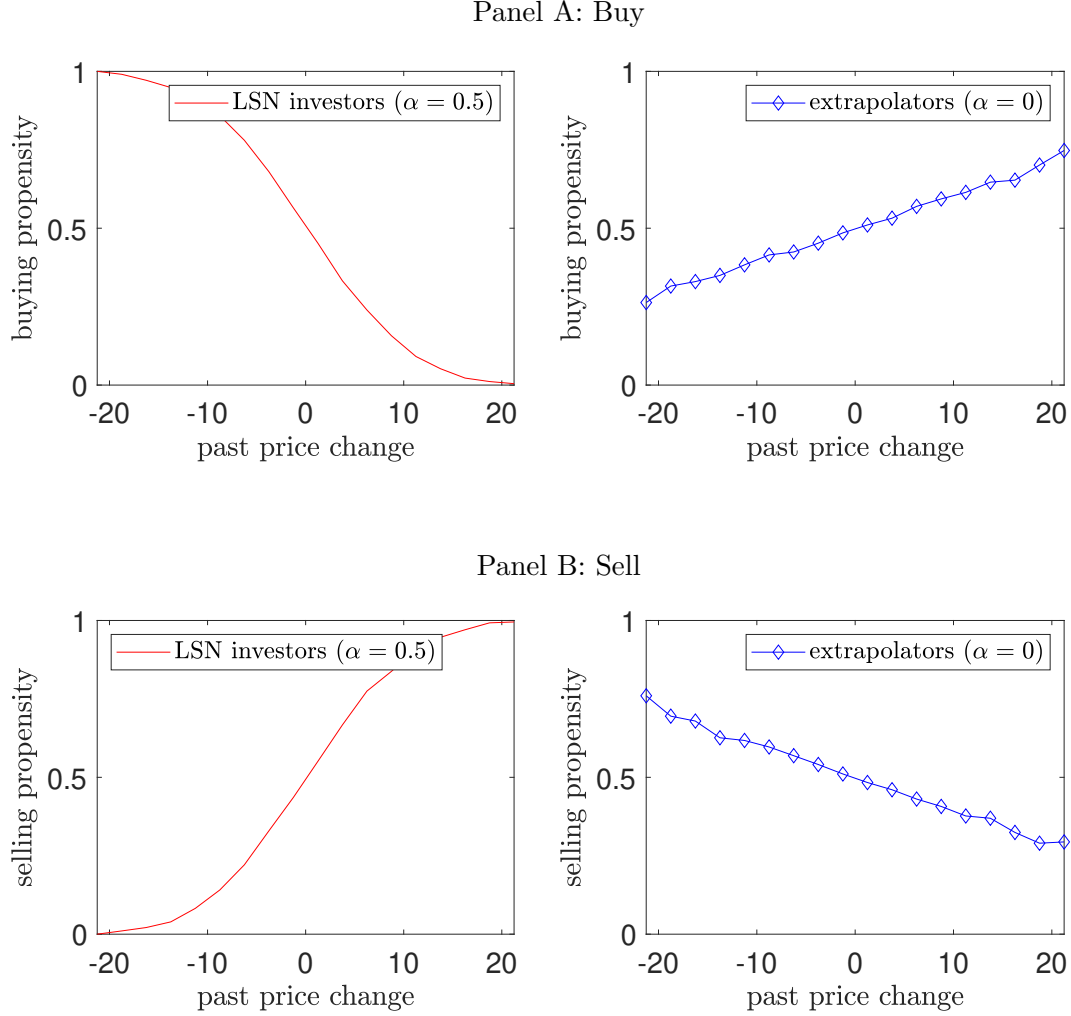 Panel A: Buy
LSN investors (α = 0.5)
buying propensity
1
0.5
0
-20 -10 0 10 20
past price change
extrapolators (α = 0)
buying propensity
1
0.5
0
-20 -10 0 10 20
past price change
Panel B: Sell
LSN investors (α = 0.5)
selling propensity
1
0.5
0
-20 -10 0 10 20
past price change
extrapolators (α = 0)
selling propensity
1
0.5
0
-20 -10 0 10 20
past price change